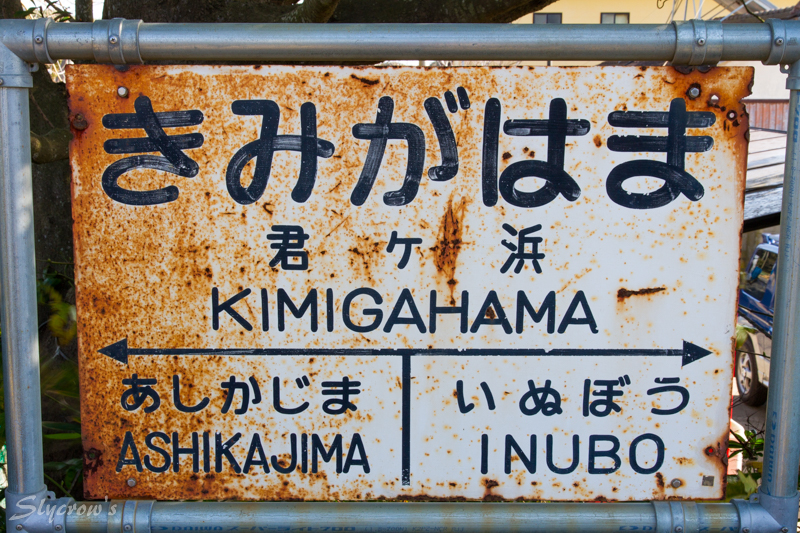 きみがはま
君ヶ浜
KIMIGAHAMA
あしかじま いぬぼう
ASHIKAJIMA INUBO
Slycrow's